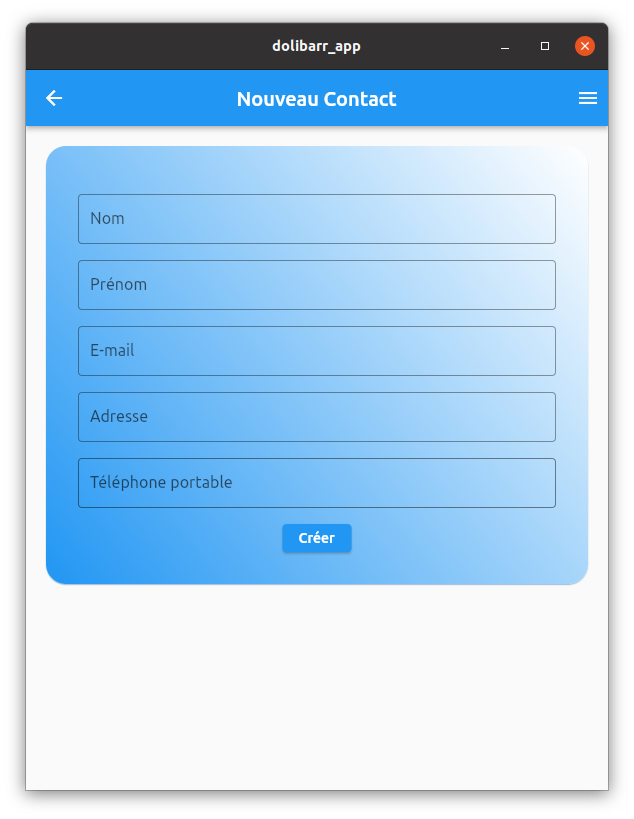 dolibarr_app
Nouveau Contact
Nom
Prénom
E-mail
Adresse
Téléphone portable
Créer